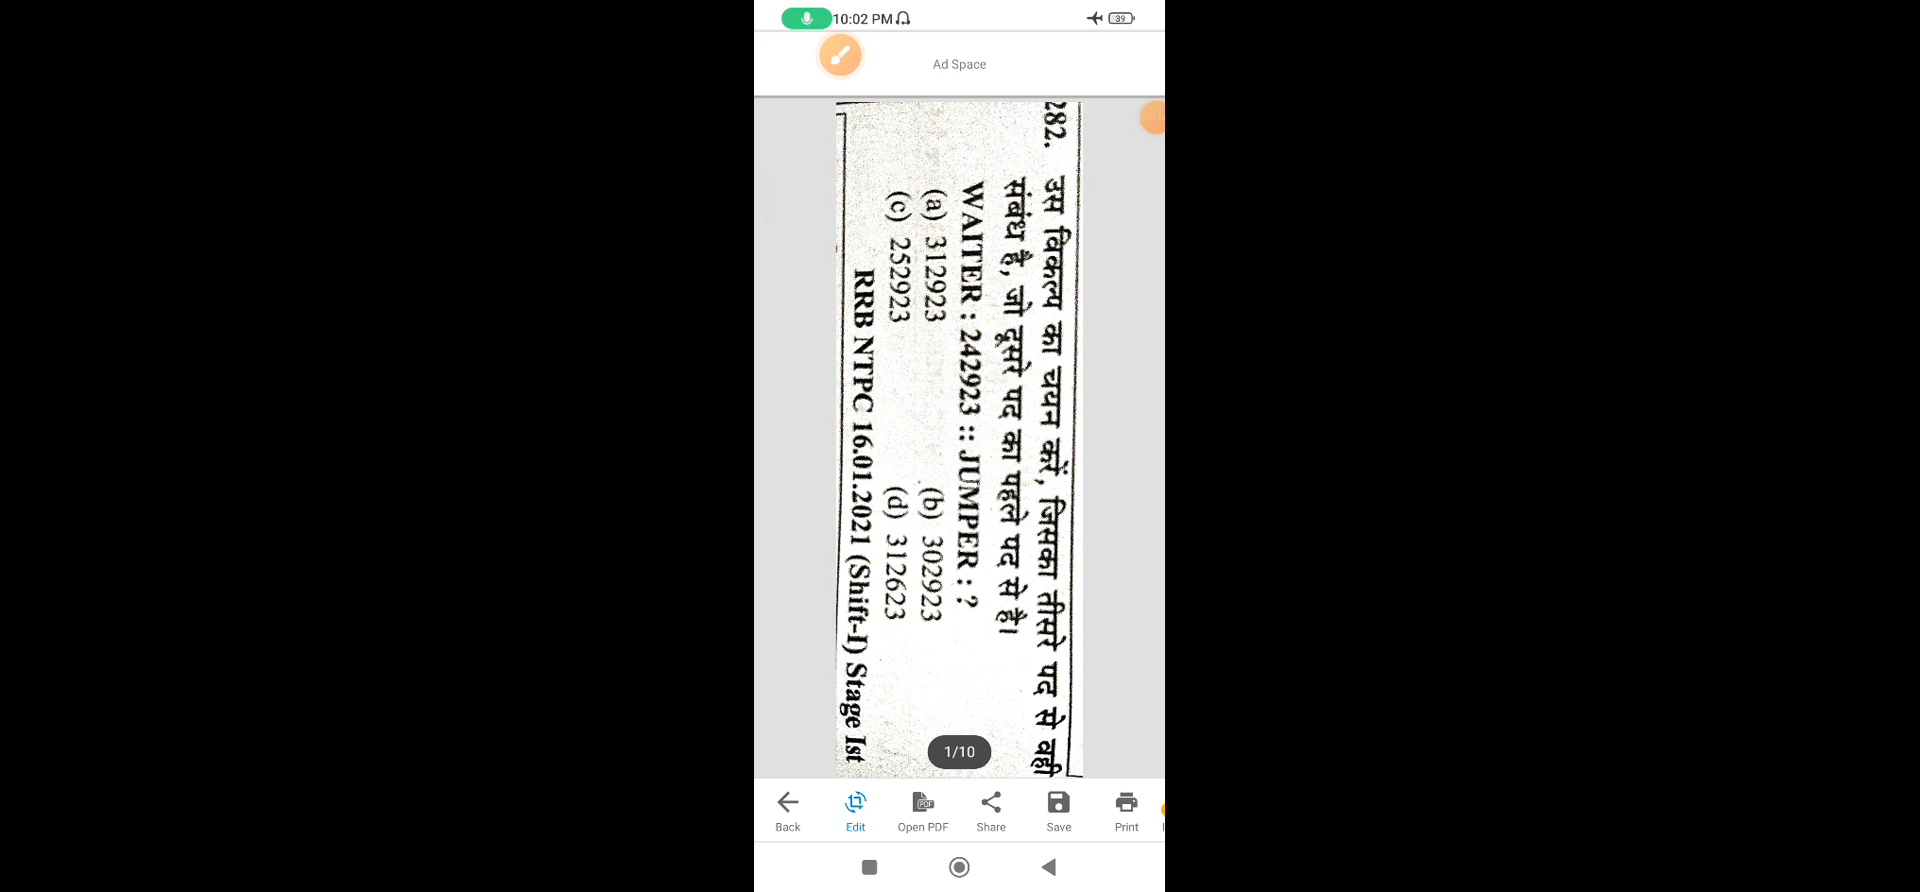 10:02 PM
39
Ad Space
282. उस विकल्प का चयन करें, जिसका तीसरे पद से वही
संबंध है, जो दूसरे पद का पहले पद से है।
WAITER : 242923 :: JUMPER : ?
(a) 312923 (b) 302923
(c) 252923 (d) 312623
RRB NTPC 16.01.2021 (Shift-I) Stage Ist
1/10
Back Edit Open PDF Share Save Print